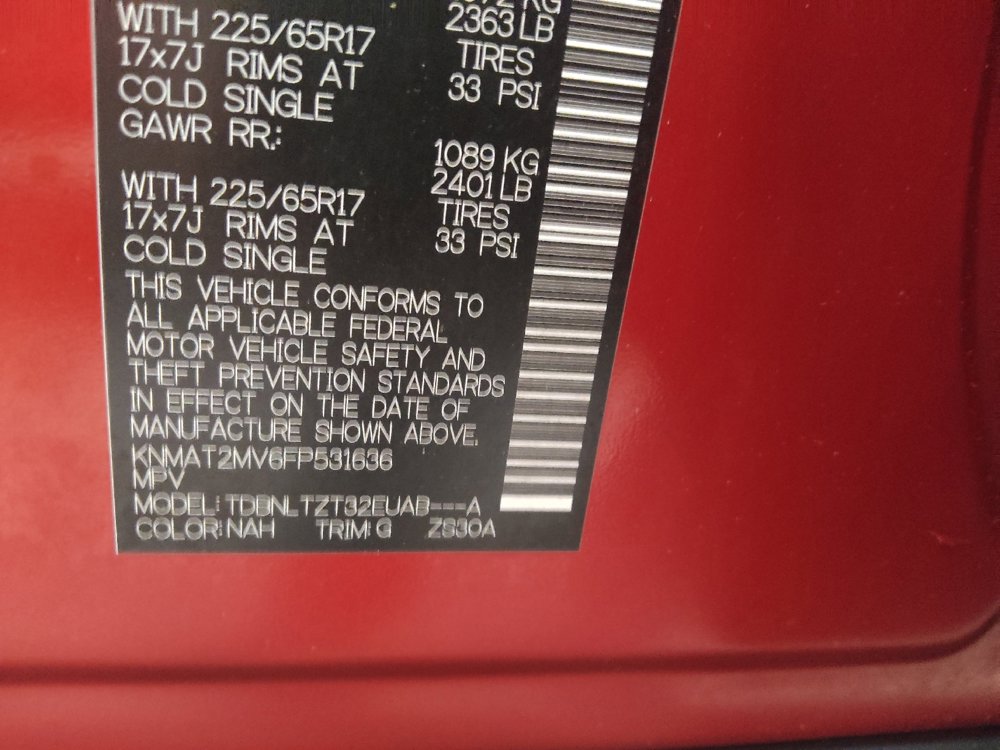 WITH 225/65R17 2363 LB
17x7J RIMS AT TIRES
COLD SINGLE 33 PSI
GAWR RR.:
1089 KG
WITH 225/65R17 2401 LB
17x7J RIMS AT TIRES
COLD SINGLE 33 PSI
THIS VEHICLE CONFORMS TO
ALL APPLICABLE FEDERAL
MOTOR VEHICLE SAFETY AND
THEFT PREVENTION STANDARDS
IN EFFECT ON THE DATE OF
MANUFACTURE SHOWN ABOVE.
KNMAT2MV6FP531636
MPV
MODEL: TDBNLTZT32EUAB---A
COLOR:NAH TRIM:G ZS30A